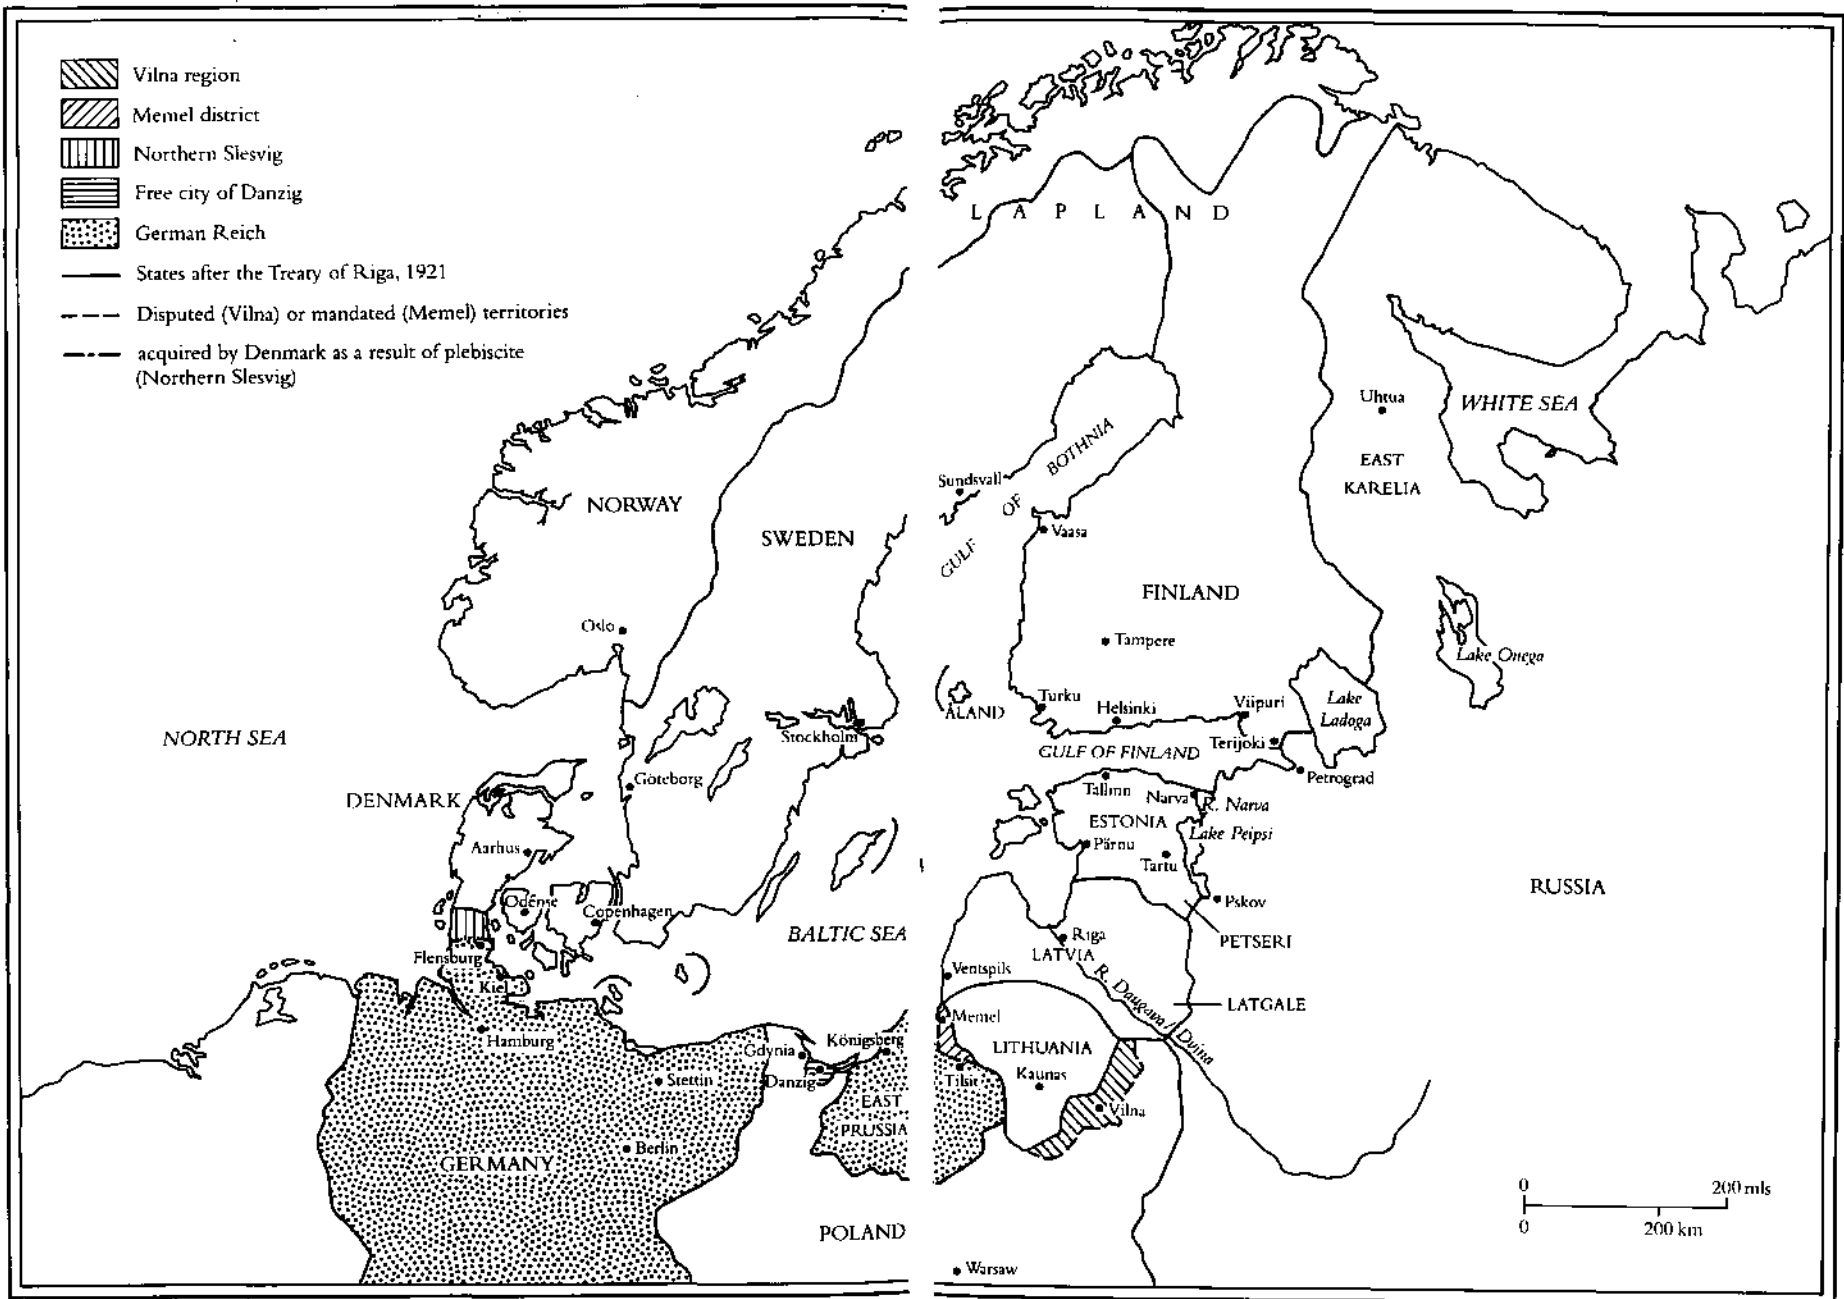 Vilna region
Memel district
Northern Slesvig
Free city of Danzig
German Reich
States after the Treaty of Riga, 1921
Disputed (Vilna) or mandated (Memel) territories
acquired by Denmark as a result of plebiscite
(Northern Slesvig)
LAPLAND
Uhtua
WHITE SEA
EAST
KARELIA
Sundsvall
GULF OF BOTHNIA
Vaasa
NORWAY
SWEDEN
FINLAND
Oslo
Tampere
Lake Onega
ÅLAND
Turku
Helsinki
Viipuri
Lake
Ladoga
NORTH SEA
Stockholm
GULF OF FINLAND
Terijoki
Petrograd
Göteborg
DENMARK
Tallinn
Narva
R. Narva
ESTONIA
Lake Peipsi
Aarhus
Pärnu
Tartu
RUSSIA
Odense
Copenhagen
Pskov
BALTIC SEA
Riga
PETSERI
LATVIA
Flensburg
Kiel
Ventspik
R. Daugava / Dvina
LATGALE
Memel
Hamburg
Gdynia
Königsberg
LITHUANIA
Stettin
Danzig
Tilsit
Kaunas
EAST
PRUSSIA
Vilna
Berlin
GERMANY
POLAND
Warsaw
0
200 mls
0
200 km